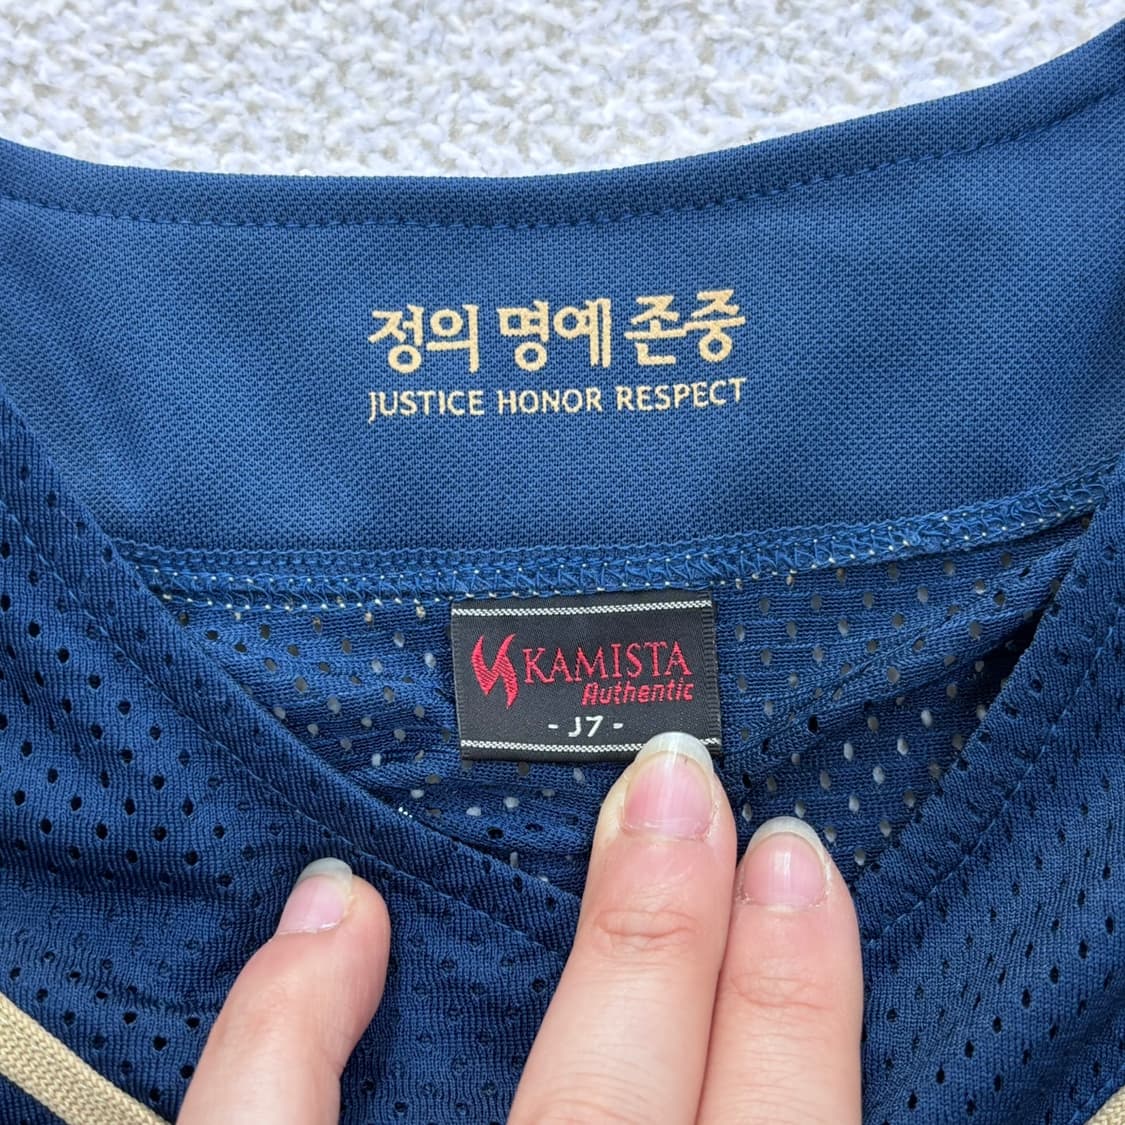 정의 명예 존중
JUSTICE HONOR RESPECT
KAMISTA
Authentic
- J7 -